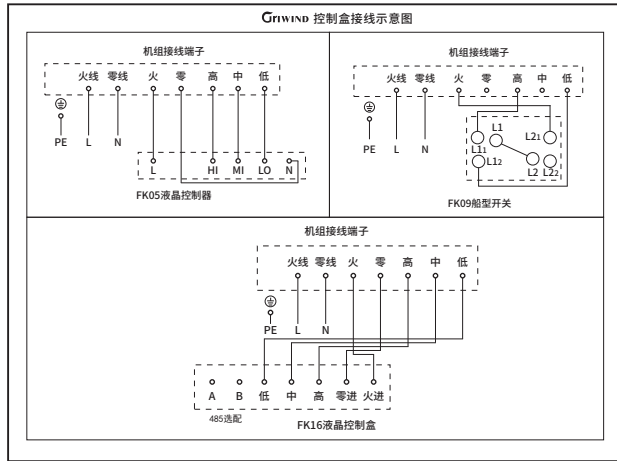 GRIWIND 控制盒接线示意图
机组接线端子
火线 零线 火 零 高 中 低
PE L N
L HI MI LO N
FK05液晶控制器
机组接线端子
火线 零线 火 零 高 中 低
PE L N
L1 L21
L11
L12 L2 L22
FK09船型开关
机组接线端子
火线 零线 火 零 高 中 低
PE L N
A B 低 中 高 零进 火进
485选配
FK16液晶控制盒